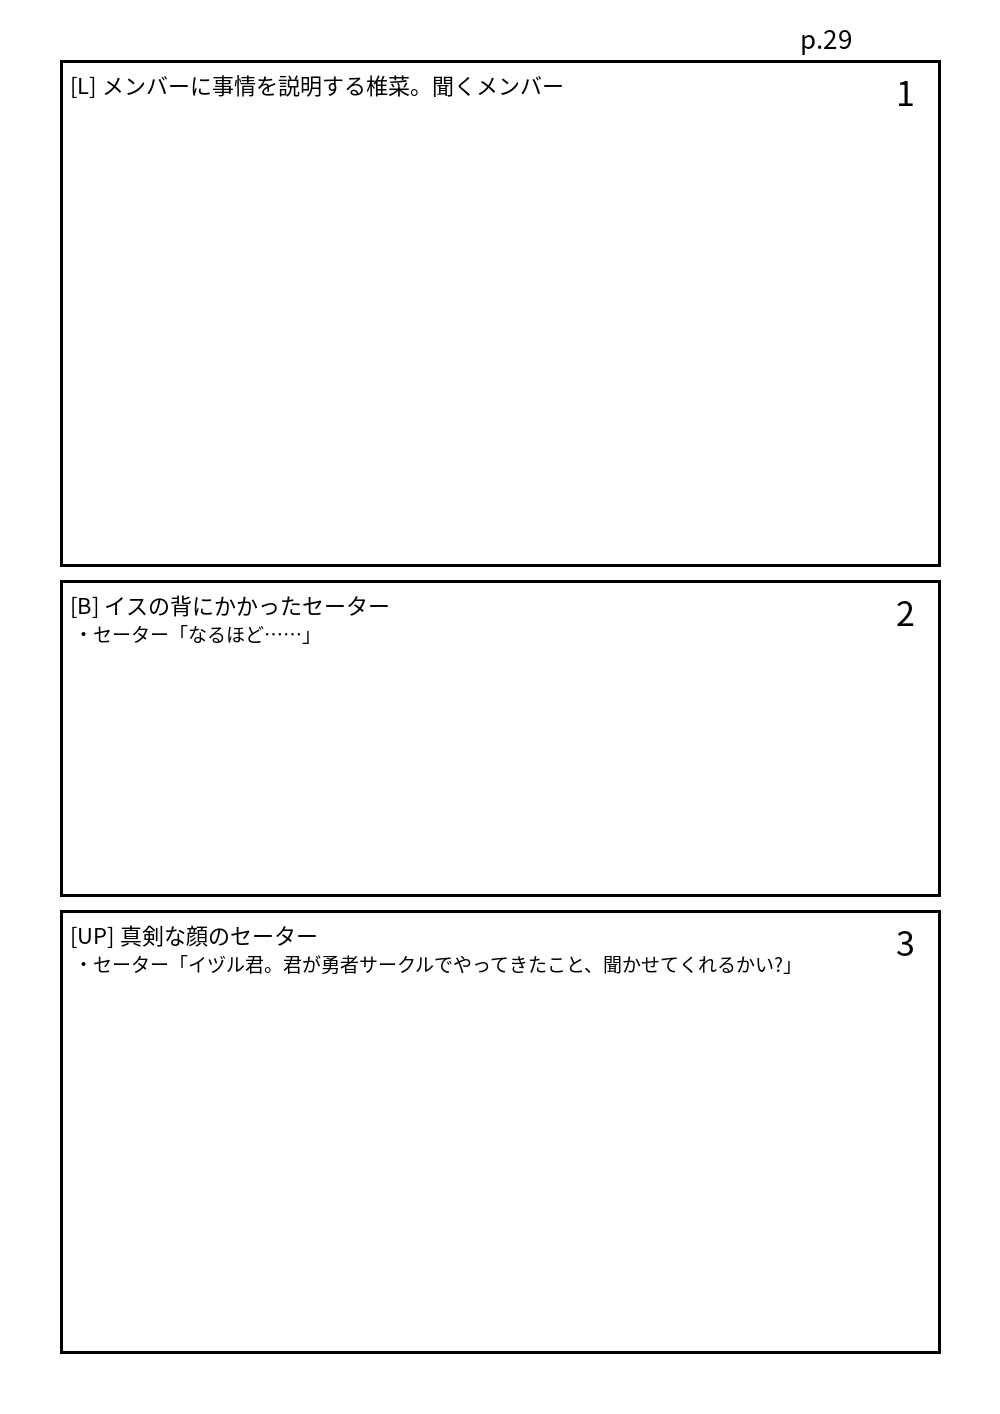 p.29
[L] メンバーに事情を説明する椎菜。聞くメンバー
1
[B] イスの背にかかったセーター
2
・セーター「なるほど……」
[UP] 真剣な顔のセーター
3
・セーター「イヅル君。君が勇者サークルでやってきたこと、聞かせてくれるかい?」